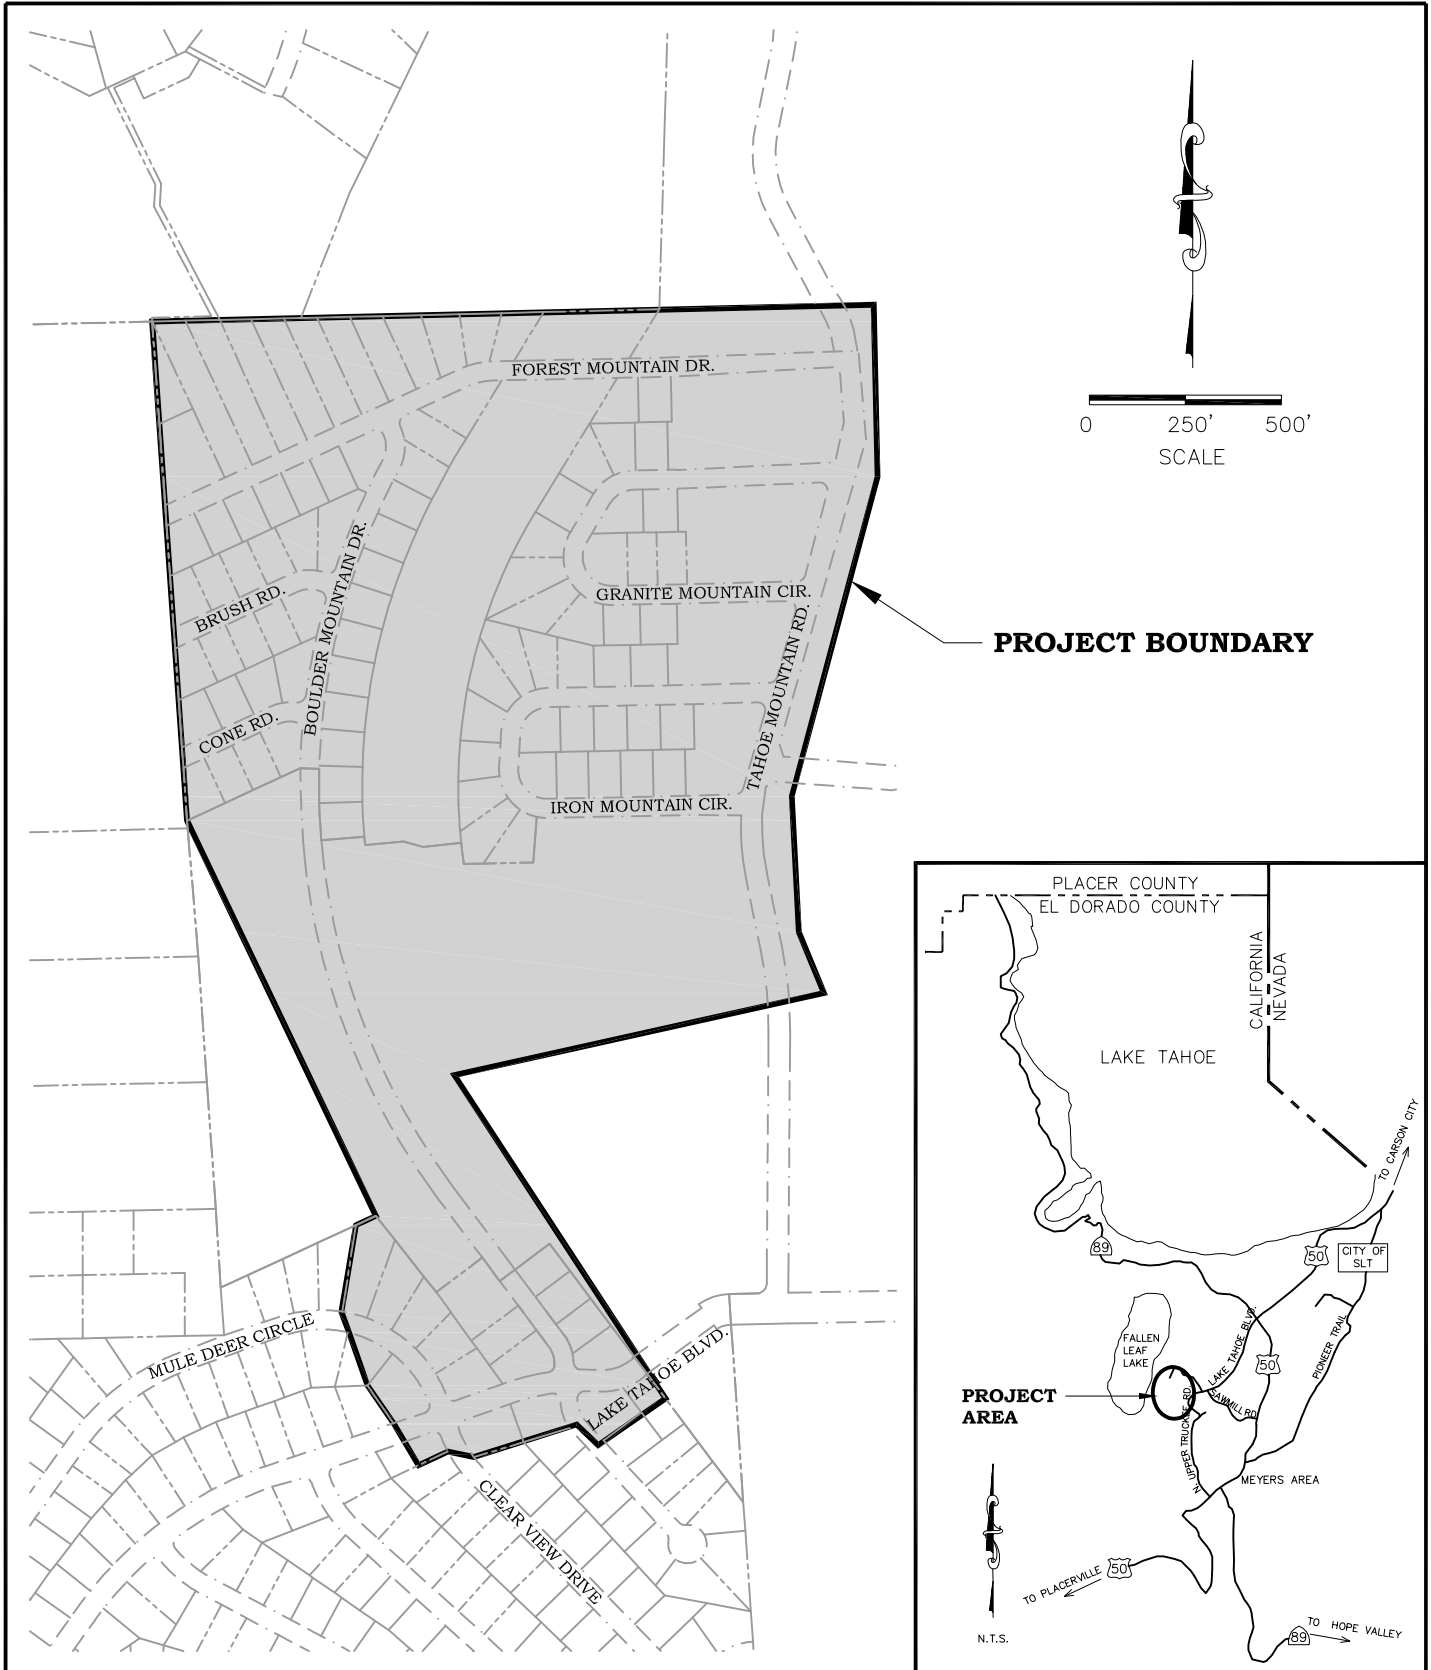 FOREST MOUNTAIN DR.
0 250' 500'
SCALE
BOULDER MOUNTAIN DR.
BRUSH RD.
GRANITE MOUNTAIN CIR.
TAHOE MOUNTAIN RD.
PROJECT BOUNDARY
CONE RD.
IRON MOUNTAIN CIR.
MULE DEER CIRCLE
LAKE TAHOE BLVD.
CLEAR VIEW DRIVE
PLACER COUNTY
EL DORADO COUNTY
CALIFORNIA
NEVADA
LAKE TAHOE
TO CARSON CITY
89
50
CITY OF
SLT
FALLEN
LEAF
LAKE
LAKE TAHOE BLVD.
50
PIONEER TRAIL
PROJECT
AREA
SAWMILL RD.
N. UPPER TRUCKEE RD.
MEYERS AREA
TO PLACERVILLE
50
N.T.S.
89
TO HOPE VALLEY